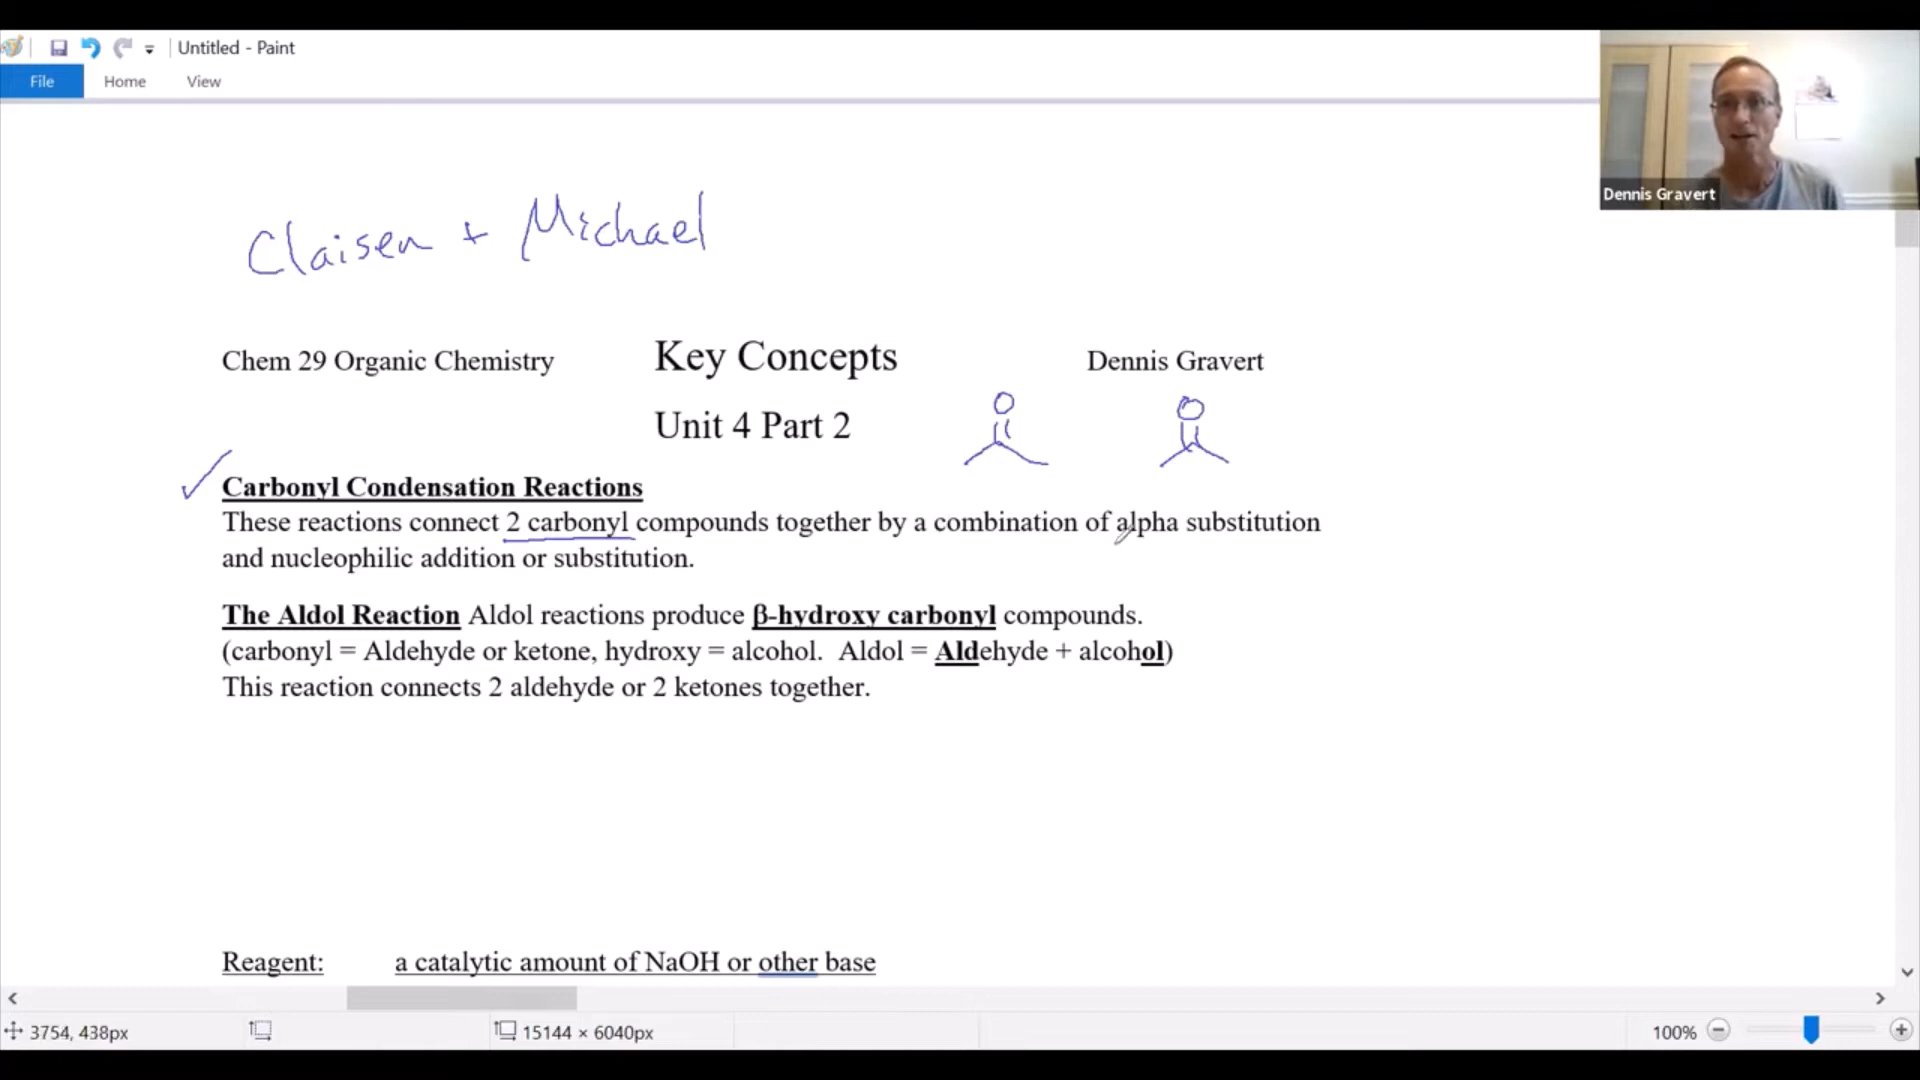 Untitled - Paint
File Home View
Dennis Gravert
Claisen + Michael
Chem 29 Organic Chemistry Key Concepts Dennis Gravert
Unit 4 Part 2
O O
Carbonyl Condensation Reactions
These reactions connect 2 carbonyl compounds together by a combination of alpha substitution
and nucleophilic addition or substitution.
The Aldol Reaction Aldol reactions produce β-hydroxy carbonyl compounds.
(carbonyl = Aldehyde or ketone, hydroxy = alcohol. Aldol = Aldehyde + alcohol)
This reaction connects 2 aldehyde or 2 ketones together.
Reagent: a catalytic amount of NaOH or other base
3754, 438px 15144 × 6040px 100%